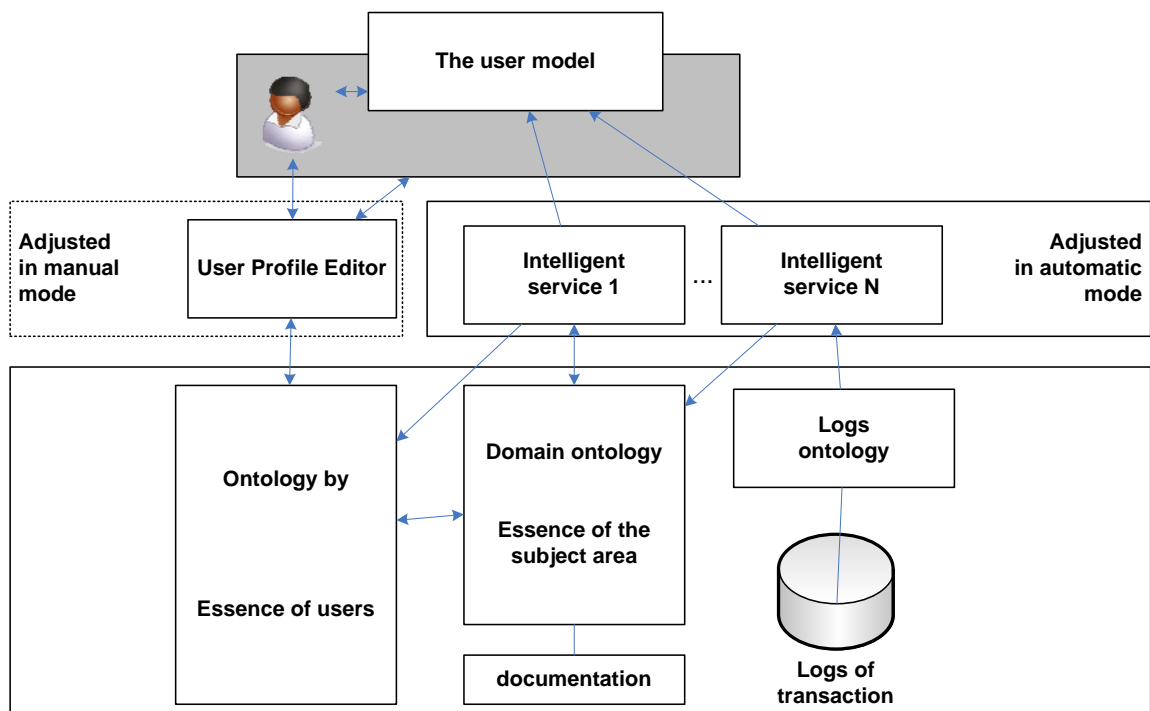 The user model
Adjusted
in manual
mode
User Profile Editor
Intelligent
service 1
...
Intelligent
service N
Adjusted
in automatic
mode
Ontology by
Essence of users
Domain ontology
Essence of the
subject area
documentation
Logs
ontology
Logs of
transaction